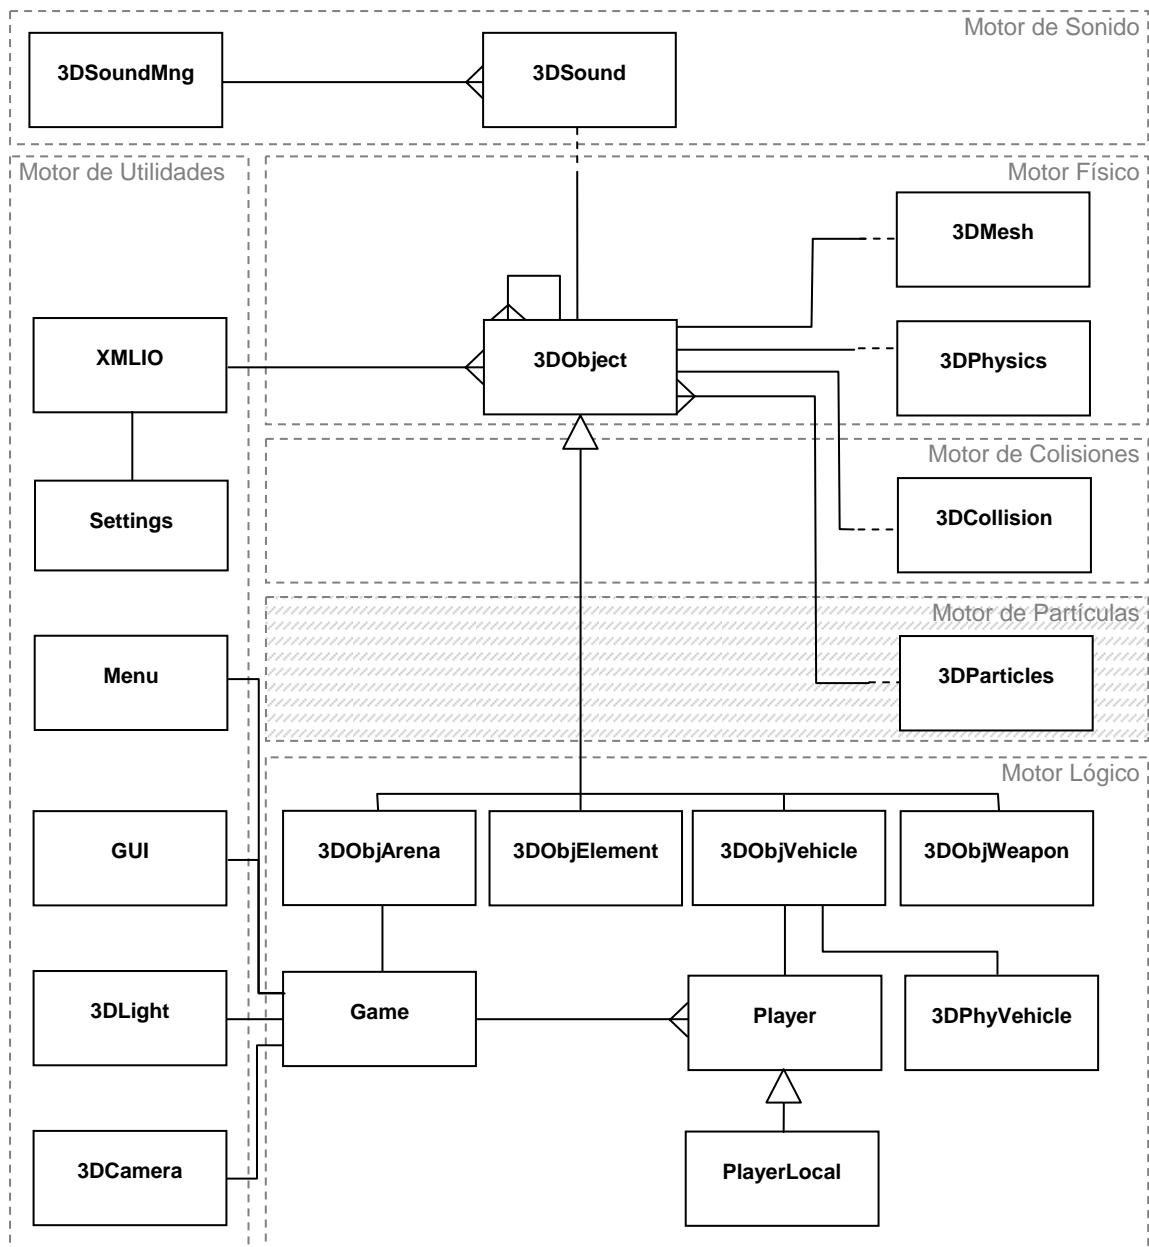 Motor de Sonido
3DSoundMng
3DSound
Motor de Utilidades
Motor Físico
3DMesh
XMLIO
3DObject
3DPhysics
Motor de Colisiones
Settings
3DCollision
Motor de Partículas
Menu
3DParticles
Motor Lógico
GUI
3DObjArena
3DObjElement
3DObjVehicle
3DObjWeapon
3DLight
Game
Player
3DPhyVehicle
3DCamera
PlayerLocal